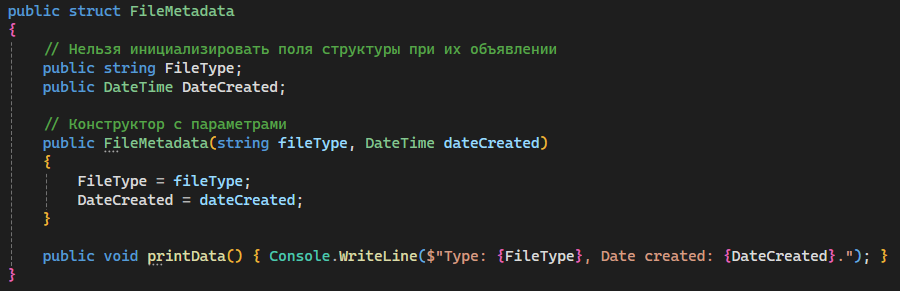 public struct FileMetadata
{
// Нельзя инициализировать поля структуры при их объявлении
public string FileType;
public DateTime DateCreated;
// Конструктор с параметрами
public FileMetadata(string fileType, DateTime dateCreated)
{
FileType = fileType;
DateCreated = dateCreated;
}
public void printData() { Console.WriteLine($"Type: {FileType}, Date created: {DateCreated}."); }
}